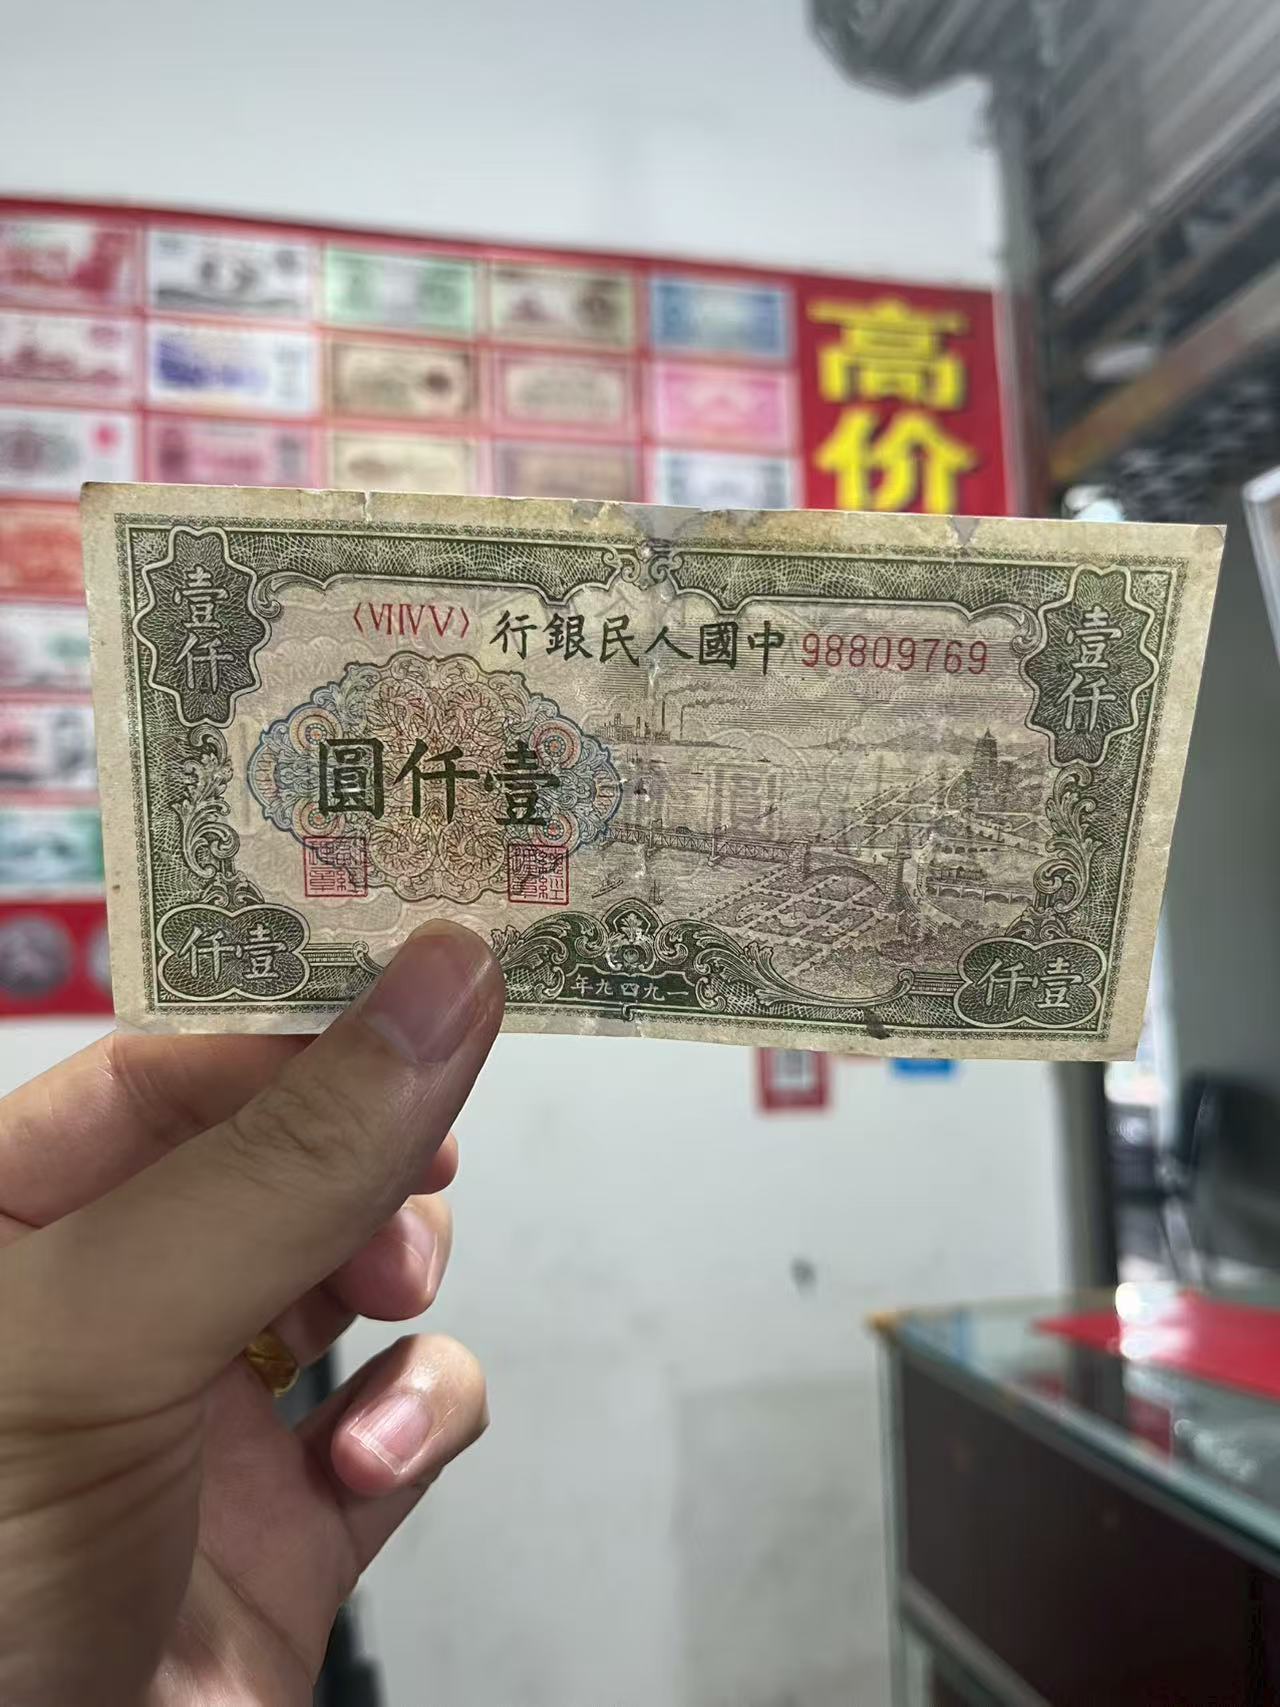 高价
壹仟
壹仟
〈ⅦⅣⅤ〉
行銀民人國中
98809769
圓仟壹
仟壹
年九四九一
仟壹